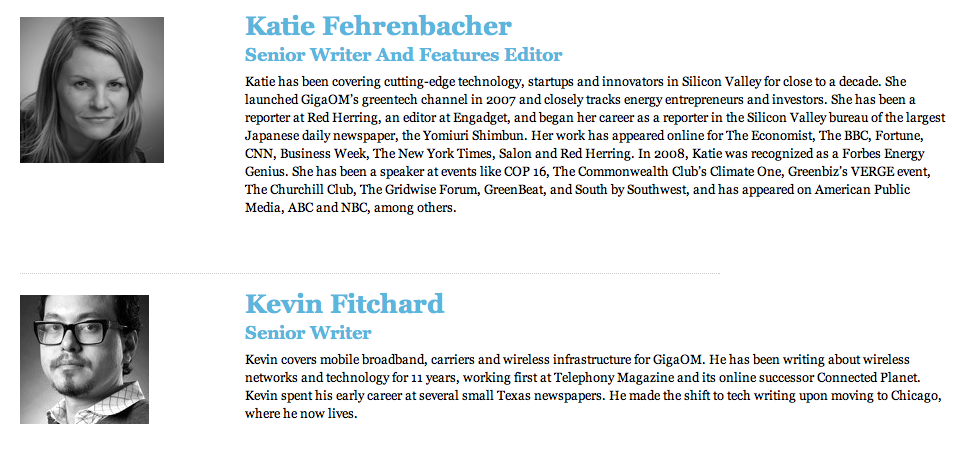 Katie Fehrenbacher
Senior Writer And Features Editor
Katie has been covering cutting-edge technology, startups and innovators in Silicon Valley for close to a decade. She
launched GigaOM's greentech channel in 2007 and closely tracks energy entrepreneurs and investors. She has been a
reporter at Red Herring, an editor at Engadget, and began her career as a reporter in the Silicon Valley bureau of the largest
Japanese daily newspaper, the Yomiuri Shimbun. Her work has appeared online for The Economist, The BBC, Fortune,
CNN, Business Week, The New York Times, Salon and Red Herring. In 2008, Katie was recognized as a Forbes Energy
Genius. She has been a speaker at events like COP 16, The Commonwealth Club's Climate One, Greenbiz's VERGE event,
The Churchill Club, The Gridwise Forum, GreenBeat, and South by Southwest, and has appeared on American Public
Media, ABC and NBC, among others.
Kevin Fitchard
Senior Writer
Kevin covers mobile broadband, carriers and wireless infrastructure for GigaOM. He has been writing about wireless
networks and technology for 11 years, working first at Telephony Magazine and its online successor Connected Planet.
Kevin spent his early career at several small Texas newspapers. He made the shift to tech writing upon moving to Chicago,
where he now lives.